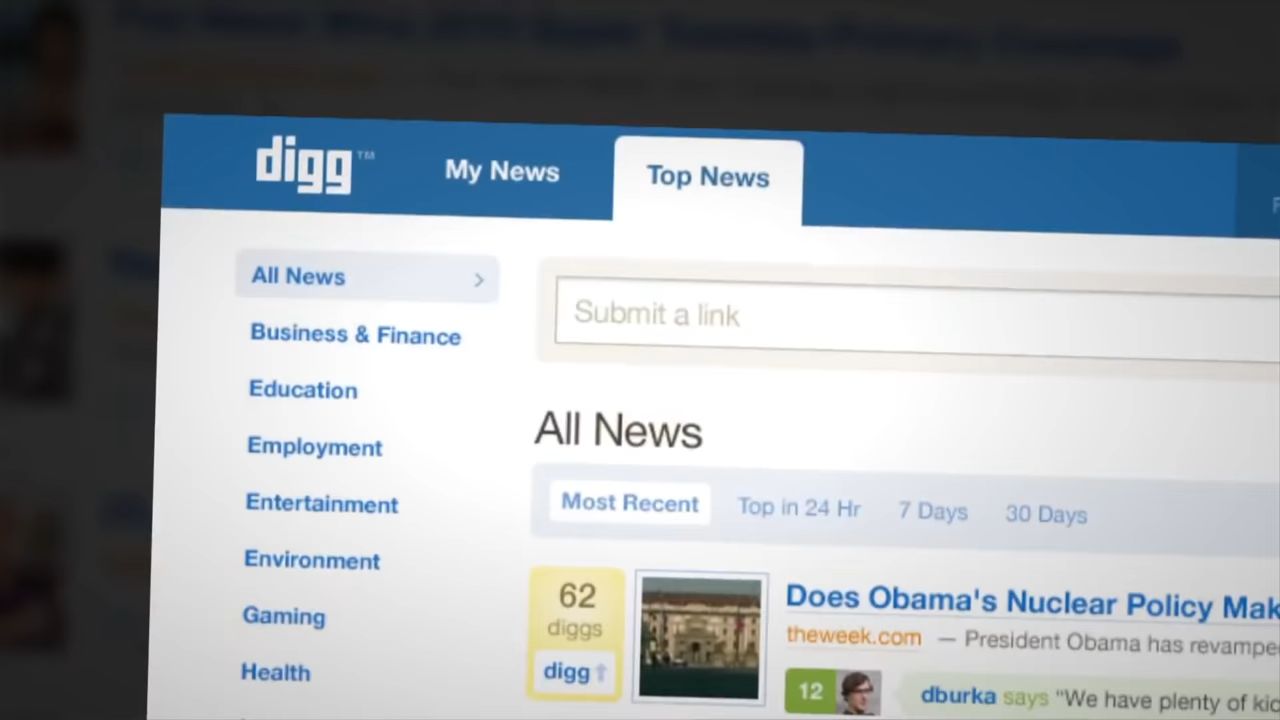 digg™
My News
Top News
All News
Business & Finance
Education
Employment
Entertainment
Environment
Gaming
Health
Submit a link
All News
Most Recent
Top in 24 Hr
7 Days
30 Days
62
diggs
digg
Does Obama's Nuclear Policy Mak
theweek.com — President Obama has revampe
12
dburka says “We have plenty of kid